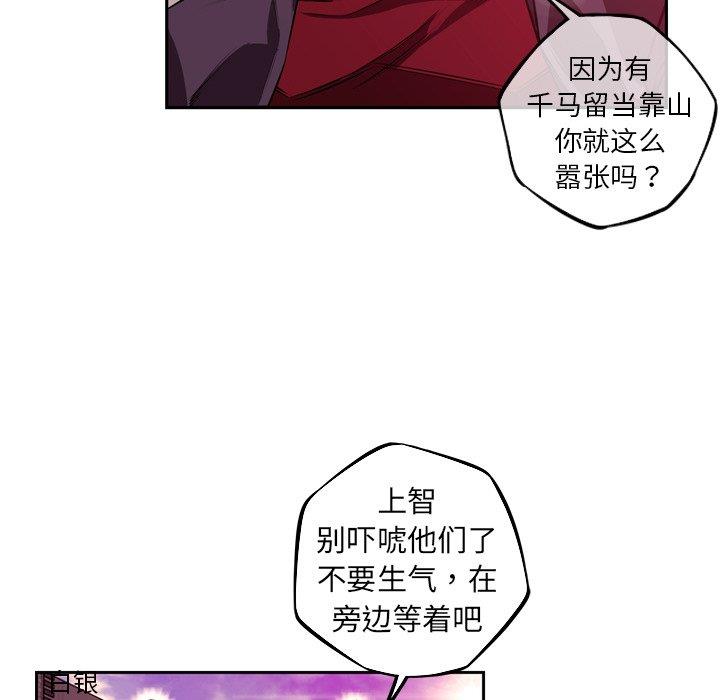 因为有
千马留当靠山
你就这么
嚣张吗？
上智
别吓唬他们了
不要生气，在
旁边等着吧
白银